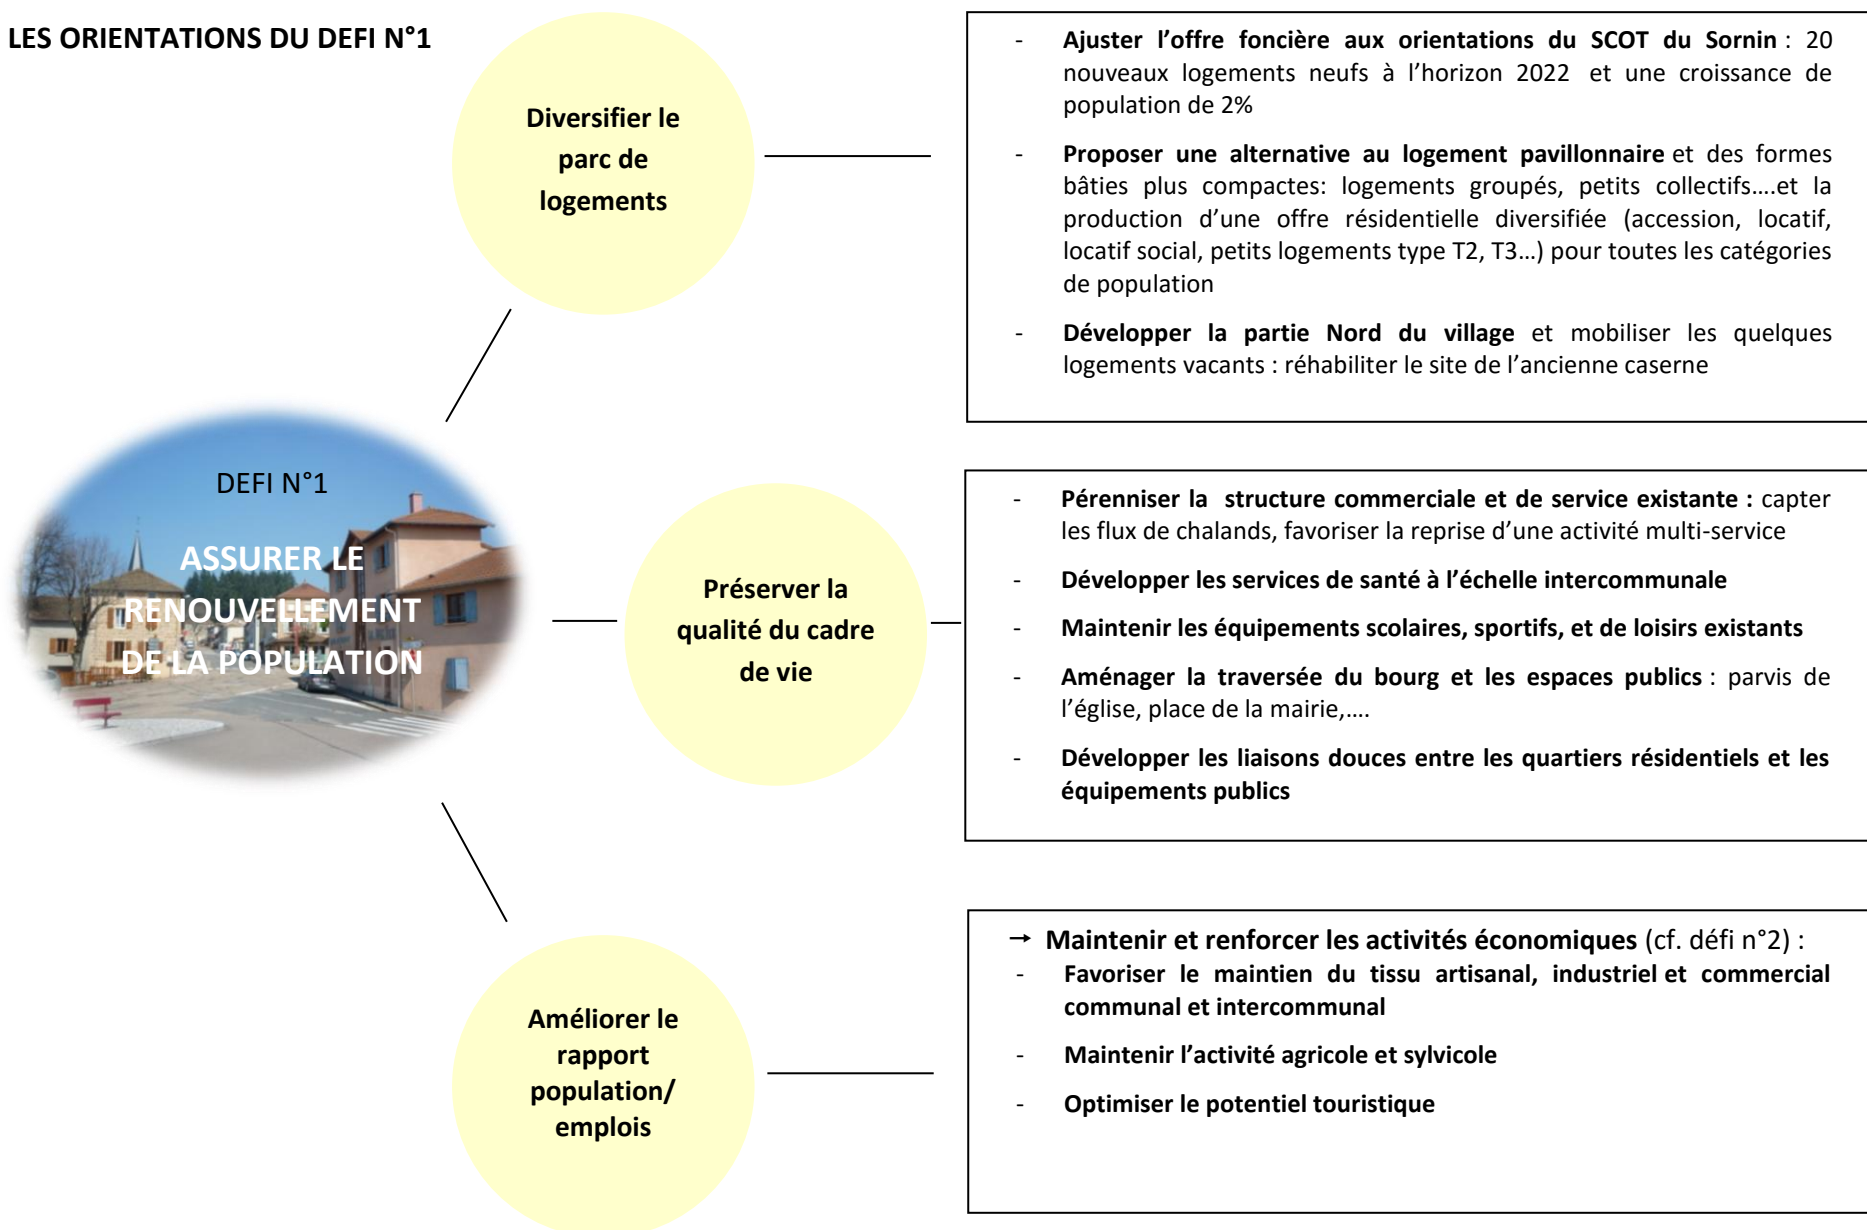 LES ORIENTATIONS DU DEFI N°1
Diversifier le
parc de
logements
- Ajuster l’offre foncière aux orientations du SCOT du Sornin : 20
nouveaux logements neufs à l’horizon 2022 et une croissance de
population de 2%
- Proposer une alternative au logement pavillonnaire et des formes
bâties plus compactes: logements groupés, petits collectifs….et la
production d’une offre résidentielle diversifiée (accession, locatif,
locatif social, petits logements type T2, T3…) pour toutes les catégories
de population
- Développer la partie Nord du village et mobiliser les quelques
logements vacants : réhabiliter le site de l’ancienne caserne
DEFI N°1
ASSURER LE
RENOUVELLEMENT
DE LA POPULATION
Préserver la
qualité du cadre
de vie
- Pérenniser la structure commerciale et de service existante : capter
les flux de chalands, favoriser la reprise d’une activité multi-service
- Développer les services de santé à l’échelle intercommunale
- Maintenir les équipements scolaires, sportifs, et de loisirs existants
- Aménager la traversée du bourg et les espaces publics : parvis de
l’église, place de la mairie,….
- Développer les liaisons douces entre les quartiers résidentiels et les
équipements publics
Améliorer le
rapport
population/
emplois
→ Maintenir et renforcer les activités économiques (cf. défi n°2) :
- Favoriser le maintien du tissu artisanal, industriel et commercial
communal et intercommunal
- Maintenir l’activité agricole et sylvicole
- Optimiser le potentiel touristique